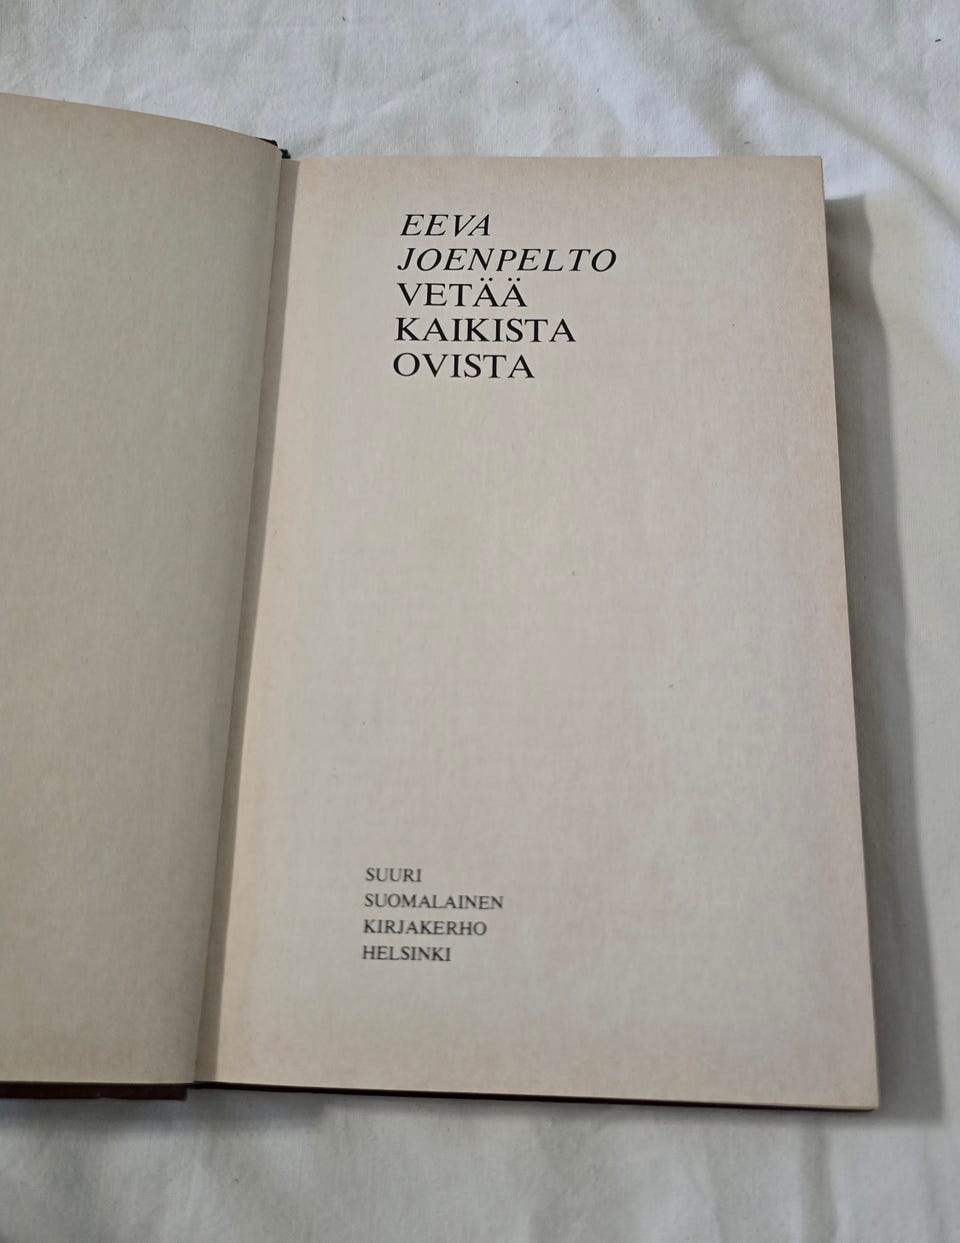 EEVA
JOENPELTO
VETÄÄ
KAIKISTA
OVISTA
SUURI
SUOMALAINEN
KIRJAKERHO
HELSINKI